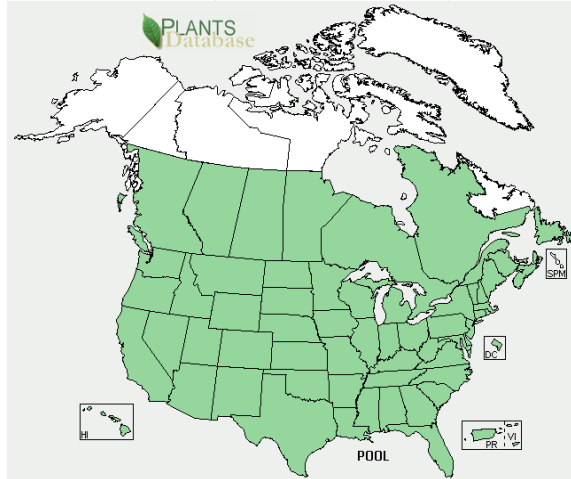 PLANTS
Database
SPM
DC
HI
PR
VI
POOL